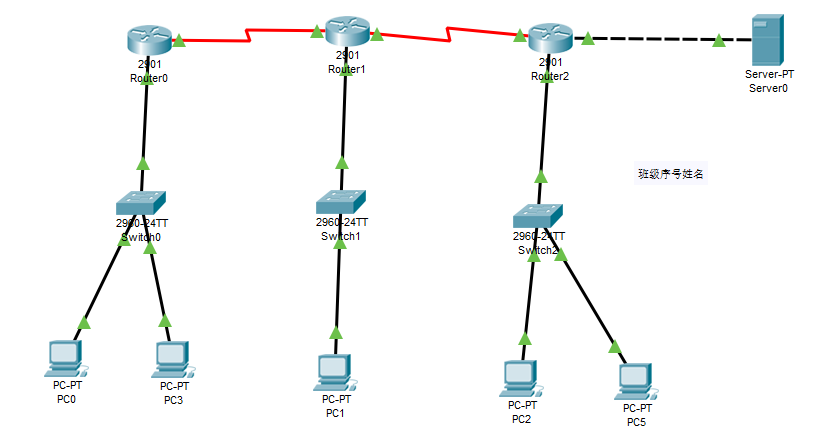 2901
Router0
2901
Router1
2901
Router2
Server-PT
Server0
班级序号姓名
2960-24TT
Switch0
2960-24TT
Switch1
2960-24TT
Switch2
PC-PT
PC0
PC-PT
PC3
PC-PT
PC1
PC-PT
PC2
PC-PT
PC5